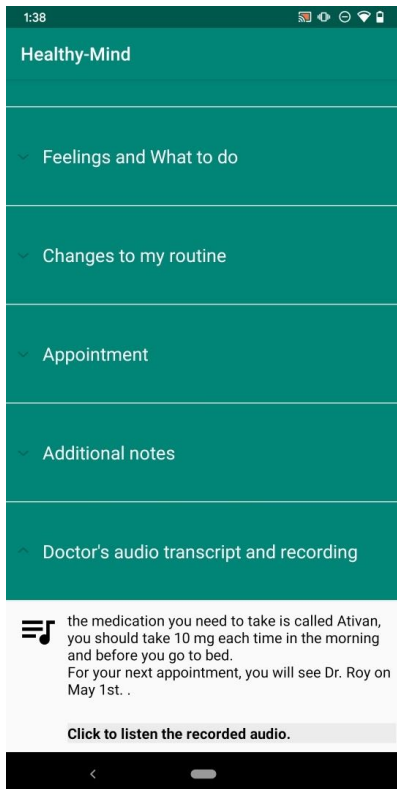 1:38
Healthy-Mind
Feelings and What to do
Changes to my routine
Appointment
Additional notes
Doctor's audio transcript and recording
the medication you need to take is called Ativan,
you should take 10 mg each time in the morning
and before you go to bed.
For your next appointment, you will see Dr. Roy on
May 1st. .
Click to listen the recorded audio.